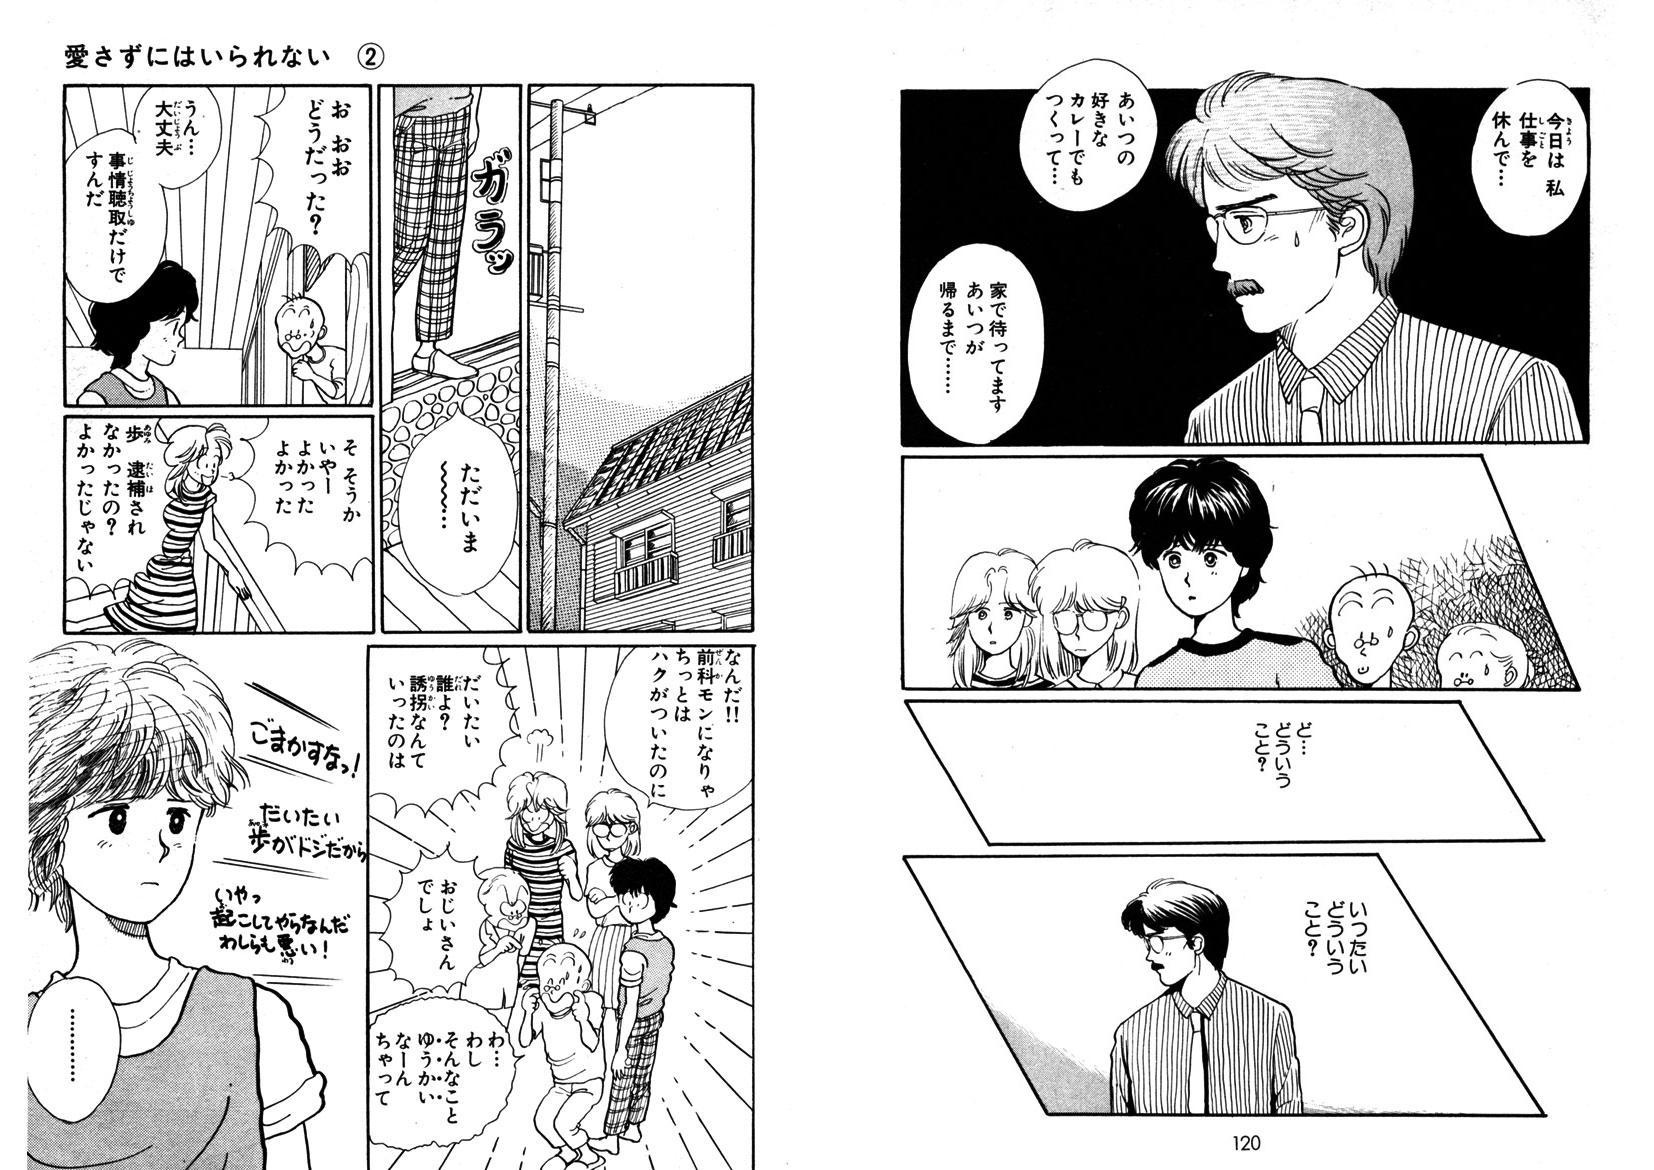 今日は 私
仕事を
休んで…
あいつの
好きな
カレーでも
つくって…
家で待ってます
あいつが
帰るまで……
ど…
どういう
こと?
いったい
どういう
こと?
120
愛さずにはいられない ②
ガラッ
ただいま
〜〜〜…
お おお
どうだった?
うん…
大丈夫
事情聴取だけで
すんだ
そ そうか
いやー
よかった
よかった
歩 逮補され
なかったの?
よかったじゃない
なんだ!!
前科モンになりゃ
ちっとは
ハクがついたのに
だいたい
誰よ?
誘拐なんて
いったのは
おじいさん
でしょ
わ…
わし
そんなこと
ゆうかい
なーん
ちゃって
ごまかすなっ!
だいたい
歩がドジだから
いやっ
起こしてやらなんだ
わしらも悪い!
…………